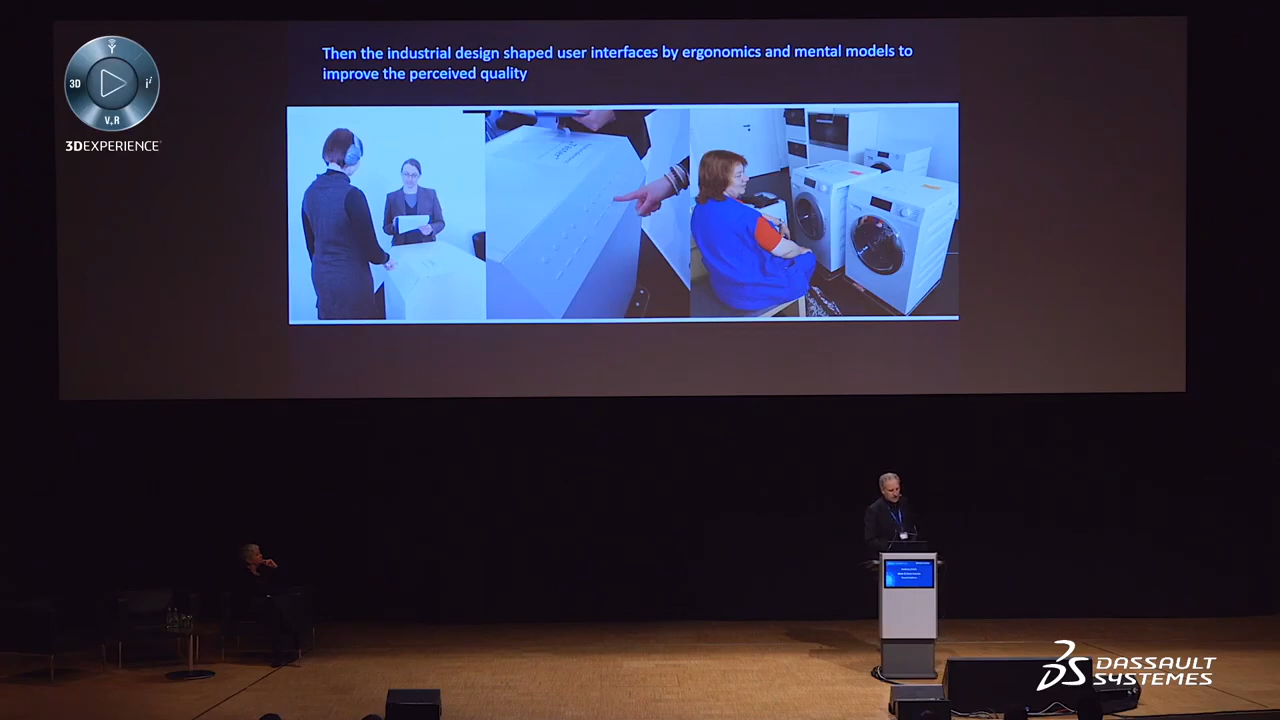 Then the industrial design shaped user interfaces by ergonomics and mental models to
improve the perceived quality
3D
i
V,R
3DEXPERIENCE
DASSAULT
SYSTEMES